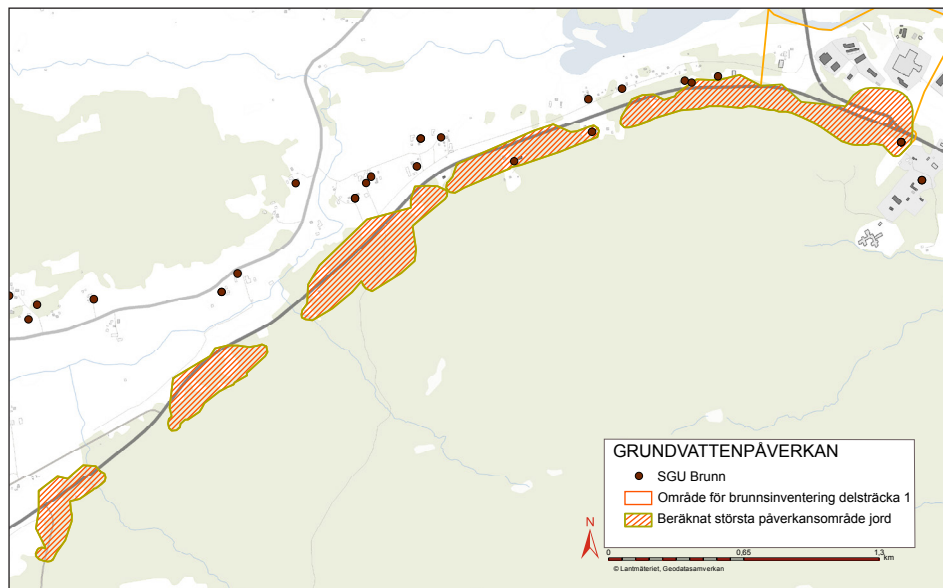 GRUNDVATTENPÅVERKAN
SGU Brunn
Område för brunnsinventering delsträcka 1
Beräknat största påverkansområde jord
N
0 0,65 1,3
km
© Lantmäteriet, Geodatasamverkan